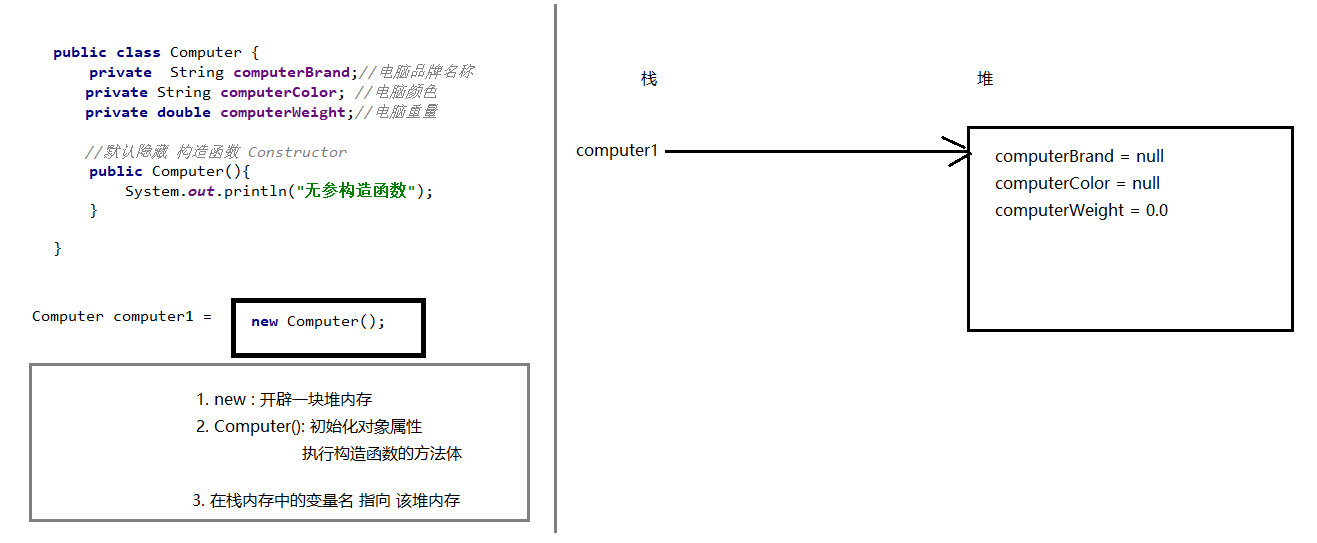 public class Computer {
private  String computerBrand;//电脑品牌名称
private String computerColor; //电脑颜色
private double computerWeight;//电脑重量
//默认隐藏 构造函数 Constructor
public Computer(){
System.out.println("无参构造函数");
}
}
Computer computer1 = new Computer();
1. new : 开辟一块堆内存
2. Computer(): 初始化对象属性
执行构造函数的方法体
3. 在栈内存中的变量名 指向 该堆内存
栈
堆
computer1
computerBrand = null
computerColor = null
computerWeight = 0.0